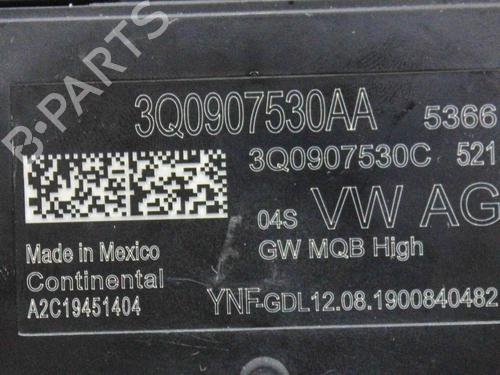 B-PARTS
3Q0907530AA 5366
3Q0907530C 521
04S VW AG
GW MQB High
Made in Mexico
Continental
A2C19451404
YNF-GDL12.08.1900840482